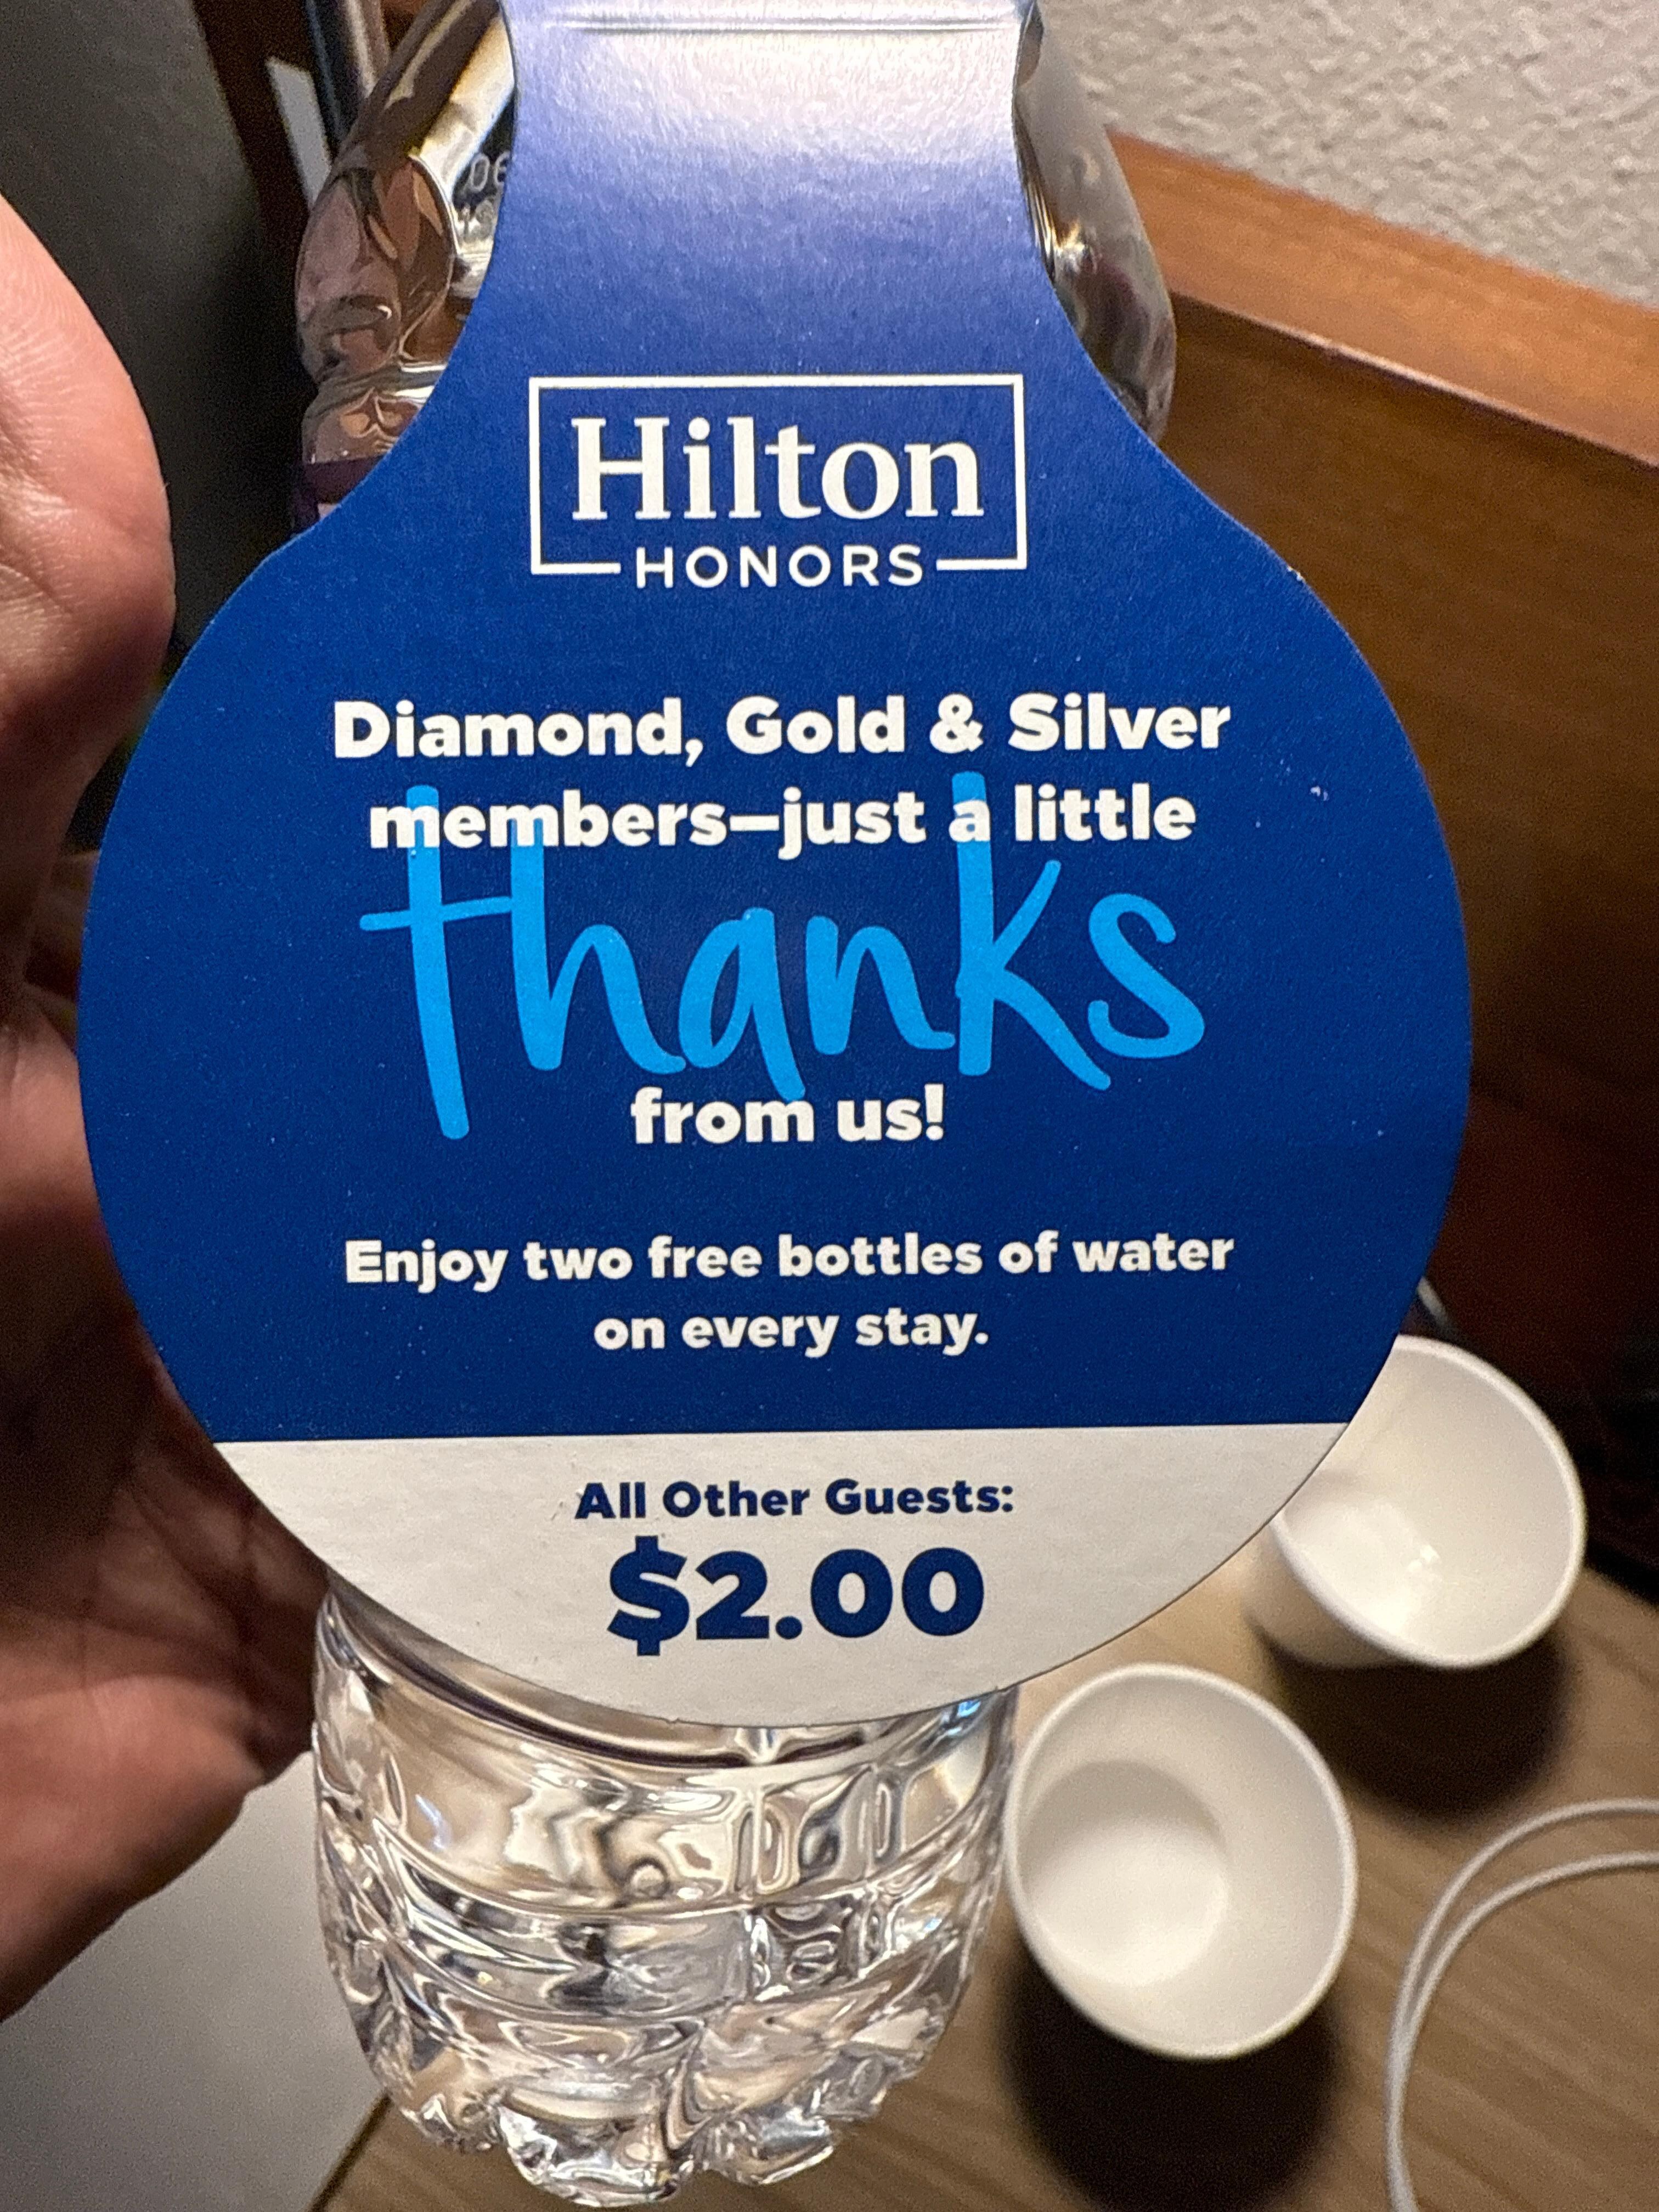 06
Hilton
HONORS
Diamond, Gold & Silver
members—just a little
thanks
from us!
Enjoy two free bottles of water
on every stay.
All Other Guests:
$2.00